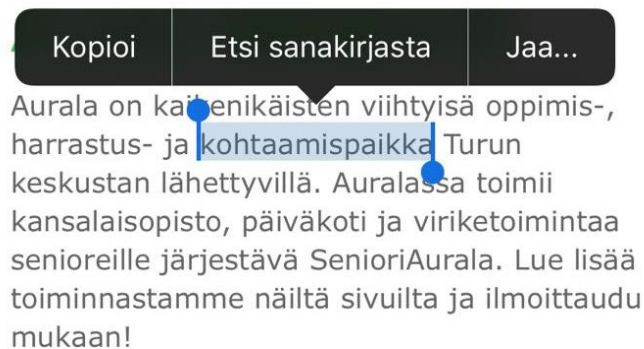 Kopioi Etsi sanakirjasta Jaa...
Aurala on kaikenikäisten viihtyisä oppimis-,
harrastus- ja kohtaamispaikka Turun
keskustan lähettyvillä. Auralassa toimii
kansalaisopisto, päiväkoti ja viriketoimintaa
senioreille järjestävä SenioriAurala. Lue lisää
toiminnastamme näiltä sivuilta ja ilmoittaudu
mukaan!